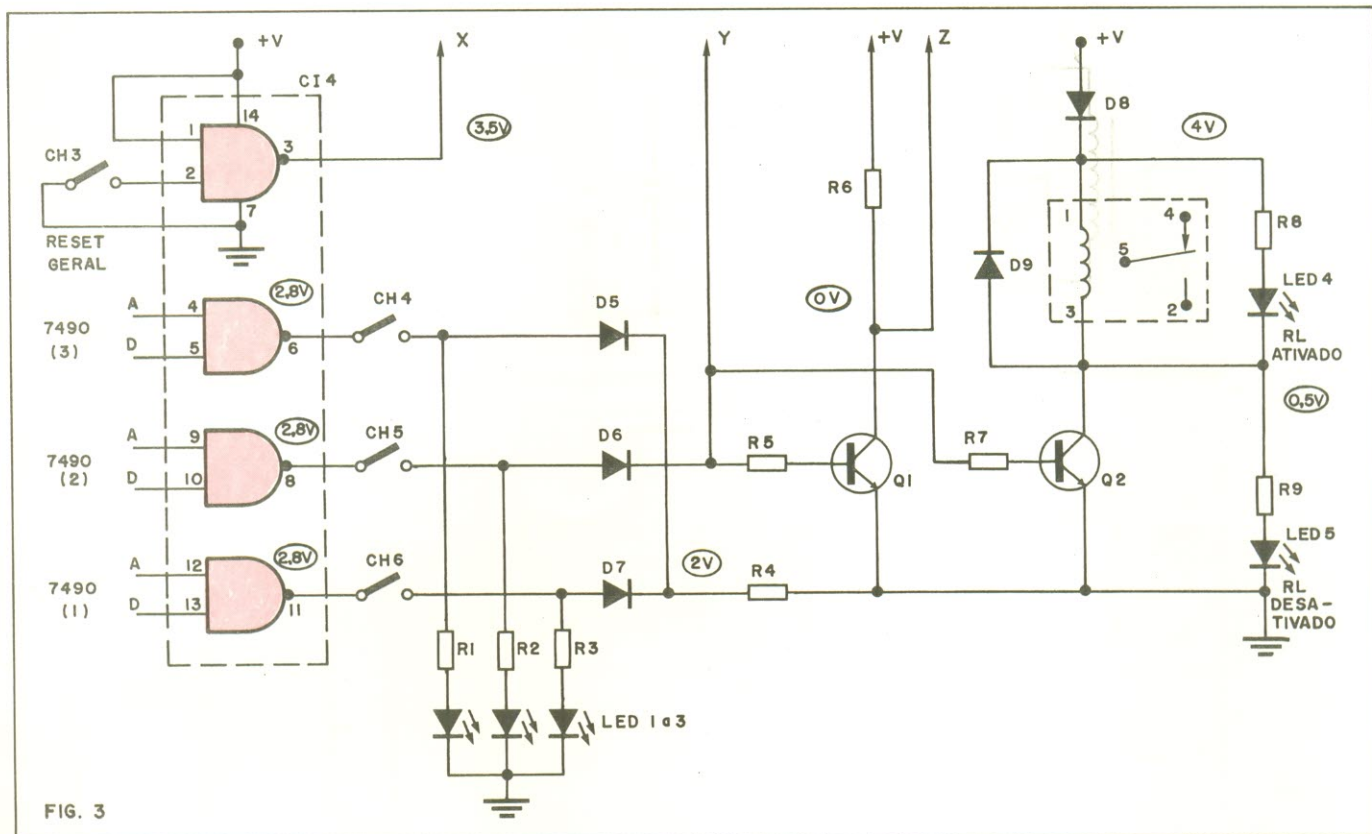 +V
X
Y
+V
Z
+V
CI4
14
1
3
3,5V
D8
4V
CH3
2
7
R6
1
4
R8
RESET
GERAL
5
D9
LED 4
A
4
2,8V
CH4
D5
0V
3
2
RL
ATIVADO
7490
(3)
D
5
6
0,5V
A
9
2,8V
CH5
D6
R5
R7
7490
(2)
D
10
8
Q1
Q2
R9
A
12
2,8V
CH6
D7
2V
R4
LED 5
7490
(1)
D
13
11
RL
DESA-
TIVADO
R1
R2
R3
LED 1 a 3
FIG. 3